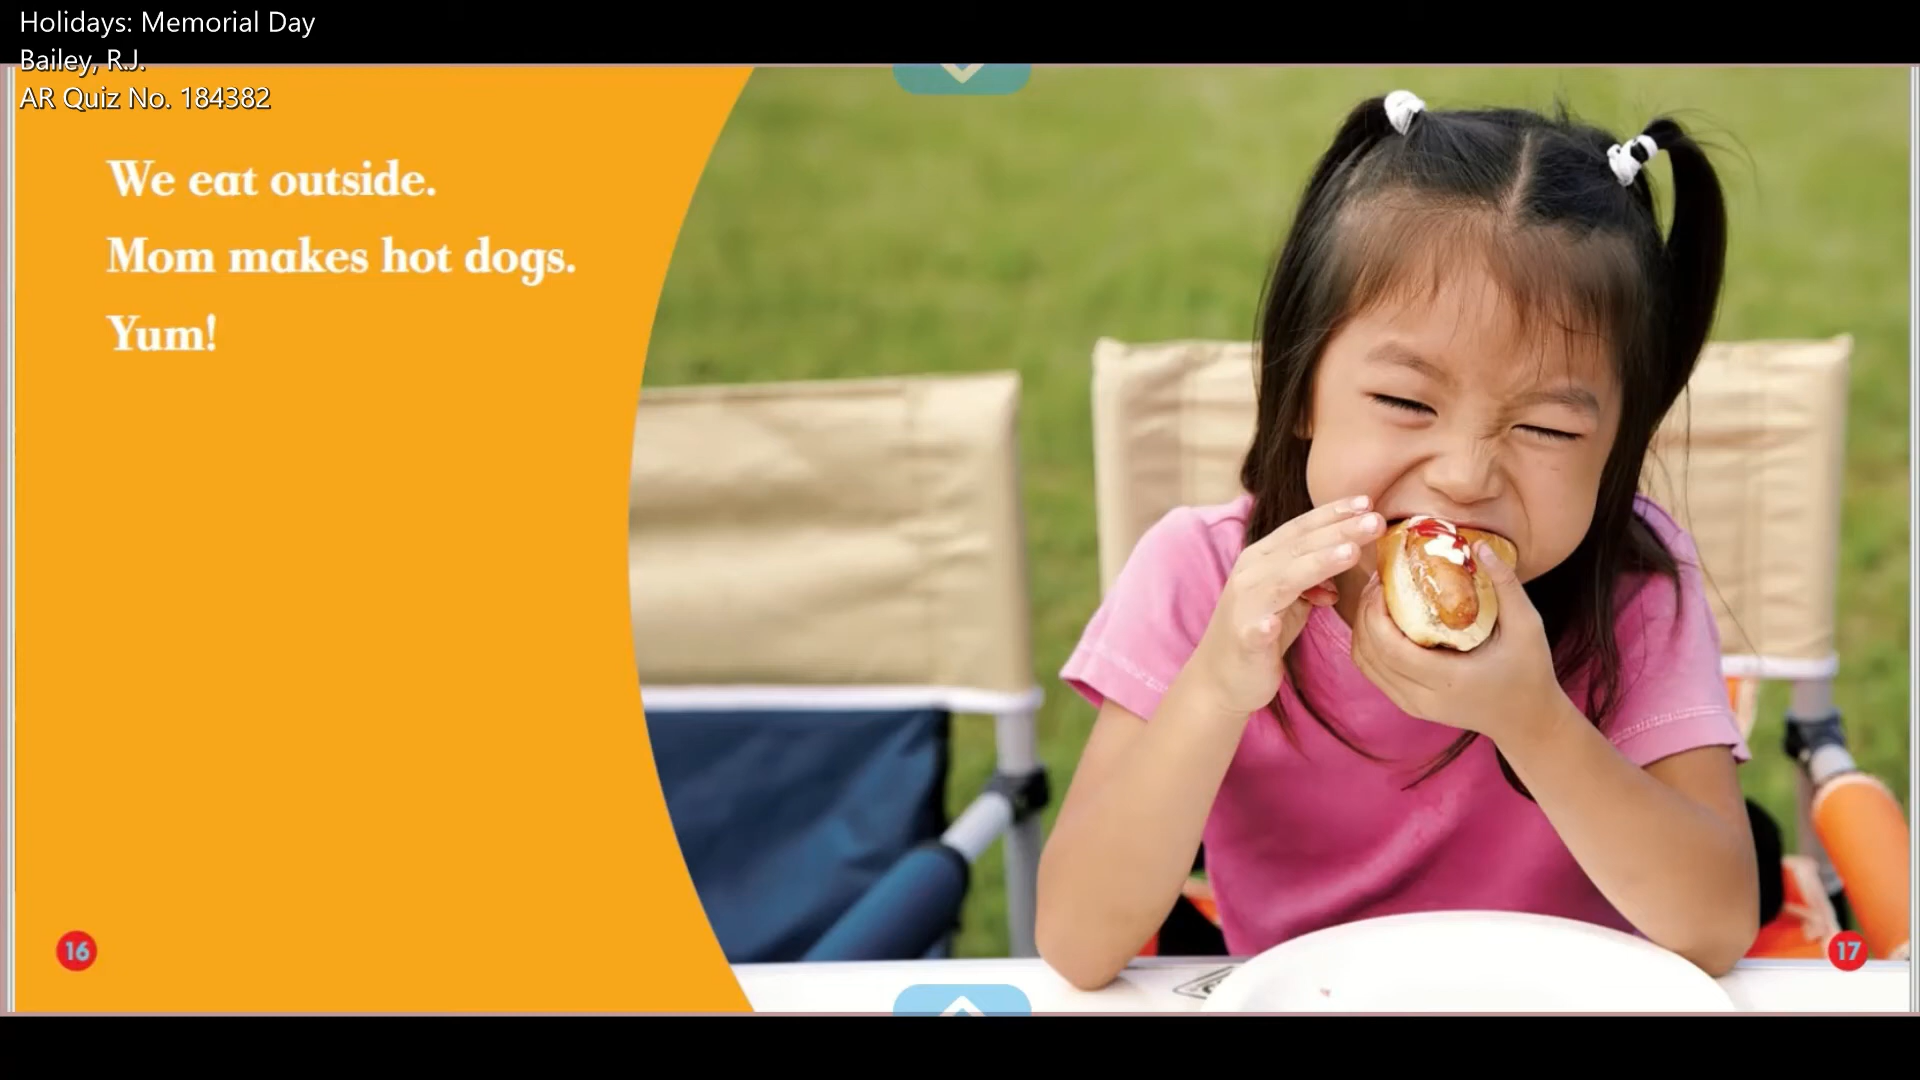 Holidays: Memorial Day
Bailey, R.J.
AR Quiz No. 184382
We eat outside.
Mom makes hot dogs.
Yum!
16
17